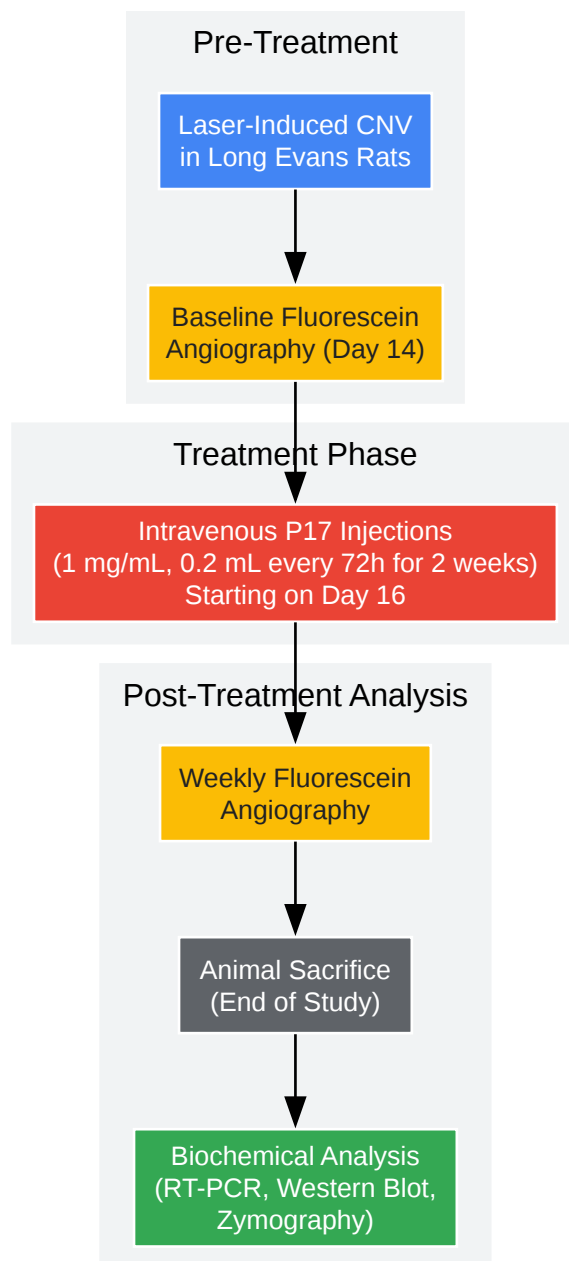 Pre-Treatment
Laser-Induced CNV
in Long Evans Rats
Baseline Fluorescein
Angiography (Day 14)
Treatment Phase
Intravenous P17 Injections
(1 mg/mL, 0.2 mL every 72h for 2 weeks)
Starting on Day 16
Post-Treatment Analysis
Weekly Fluorescein
Angiography
Animal Sacrifice
(End of Study)
Biochemical Analysis
(RT-PCR, Western Blot,
Zymography)